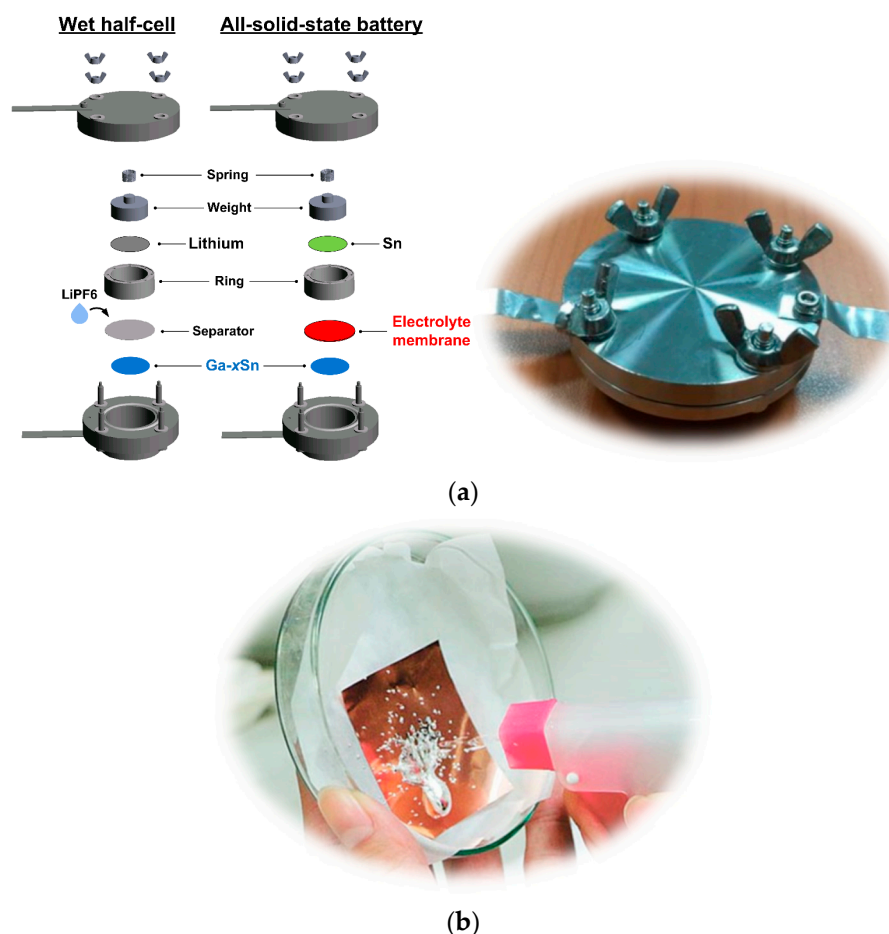 Wet half-cell All-solid-state battery
Spring
Weight
Lithium Sn
Ring
LiPF6
Separator Electrolyte
membrane
Ga-xSn
(a)
(b)